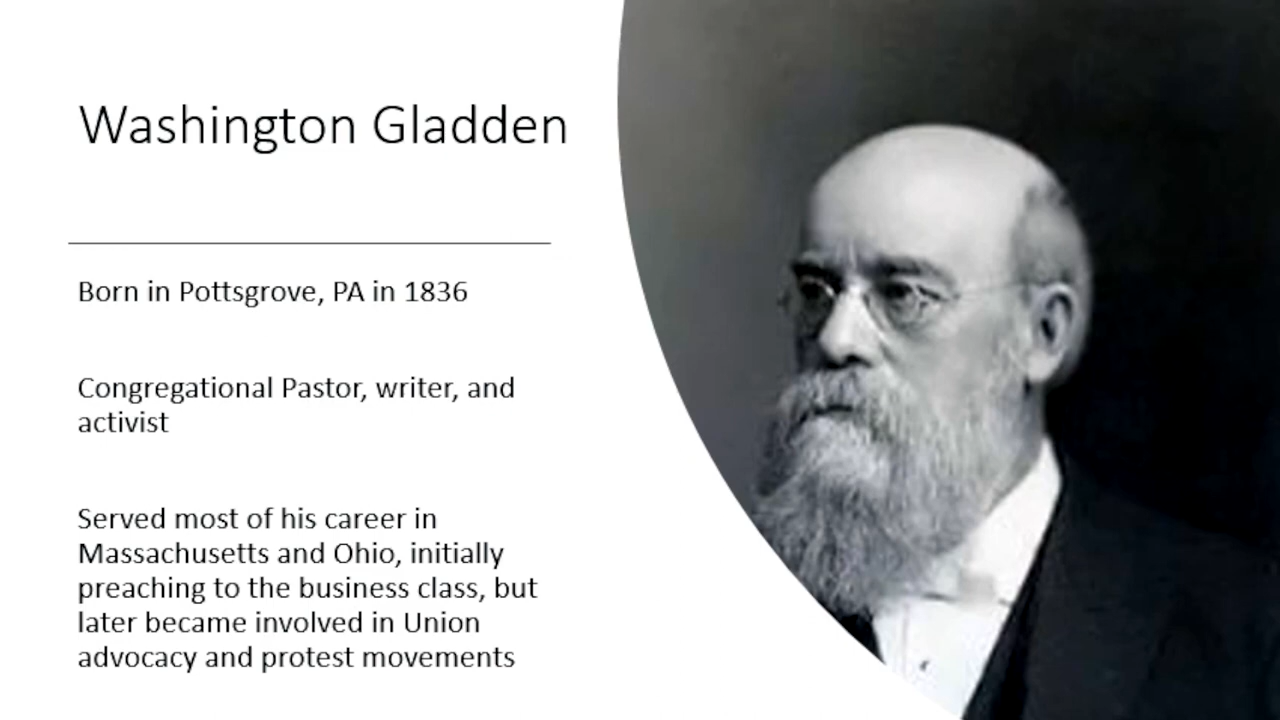 Washington Gladden
Born in Pottsgrove, PA in 1836
Congregational Pastor, writer, and
activist
Served most of his career in
Massachusetts and Ohio, initially
preaching to the business class, but
later became involved in Union
advocacy and protest movements